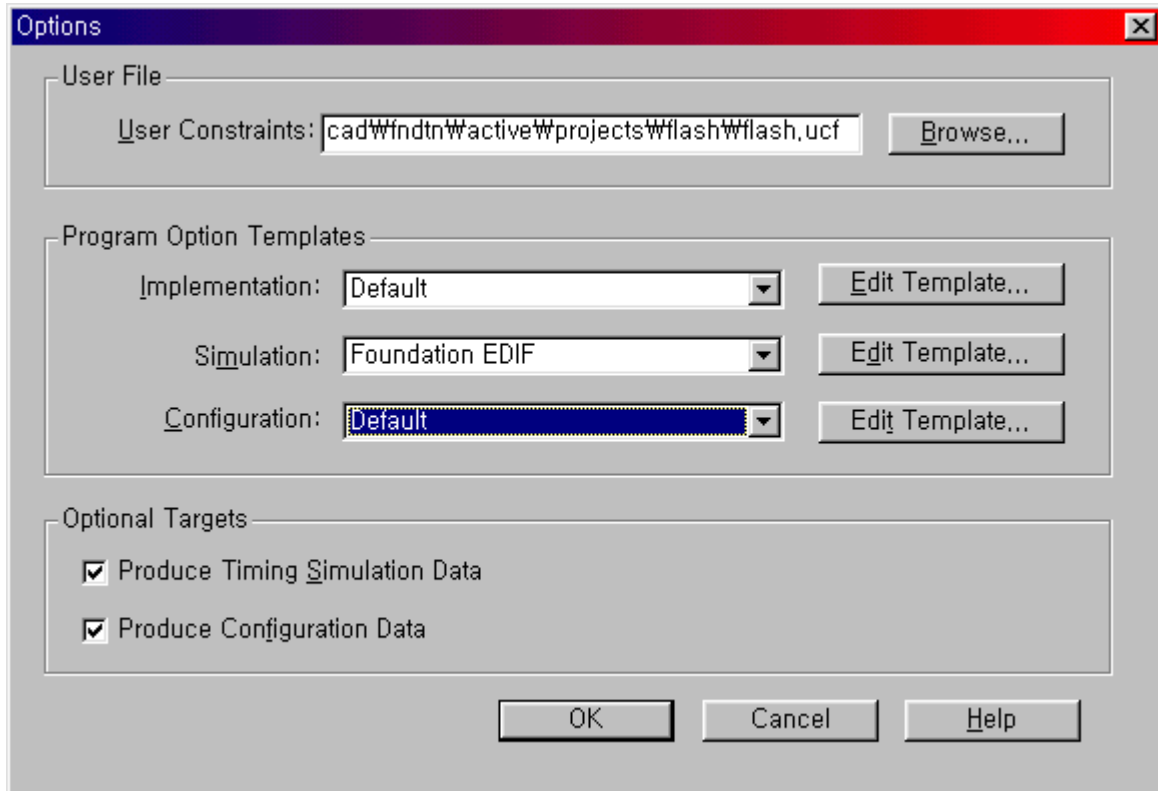 Options
User File
User Constraints: cad₩fndtn₩active₩projects₩flash₩flash.ucf Browse...
Program Option Templates
Implementation: Default Edit Template...
Simulation: Foundation EDIF Edit Template...
Configuration: Default Edit Template...
Optional Targets
Produce Timing Simulation Data
Produce Configuration Data
OK Cancel Help